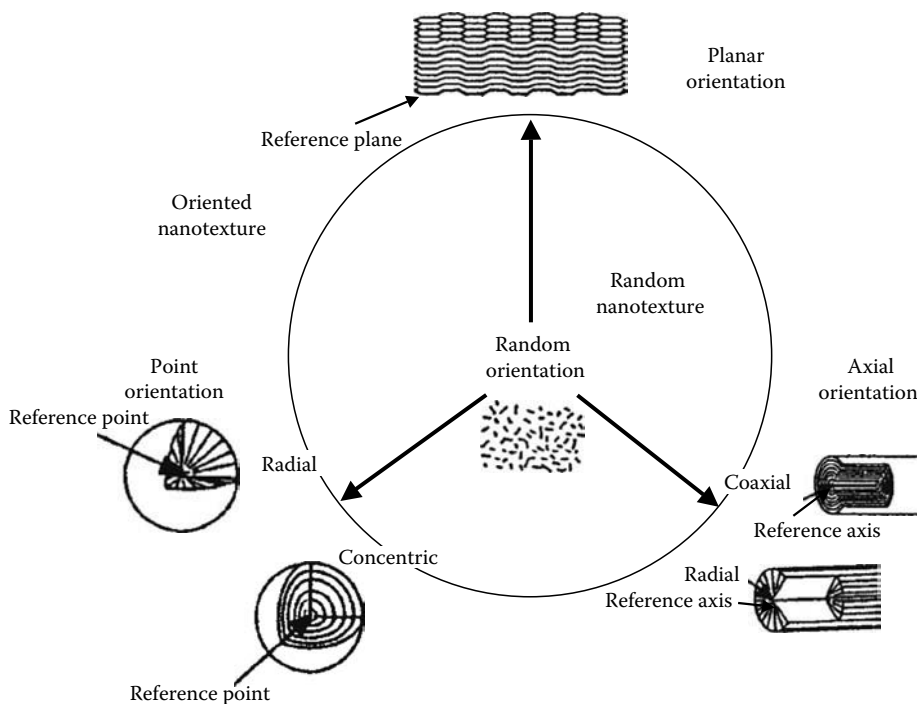 Planar
orientation
Reference plane
Oriented
nanotexture
Random
nanotexture
Random
orientation
Point
orientation
Reference point
Radial
Axial
orientation
Coaxial
Reference axis
Concentric
Radial
Reference axis
Reference point